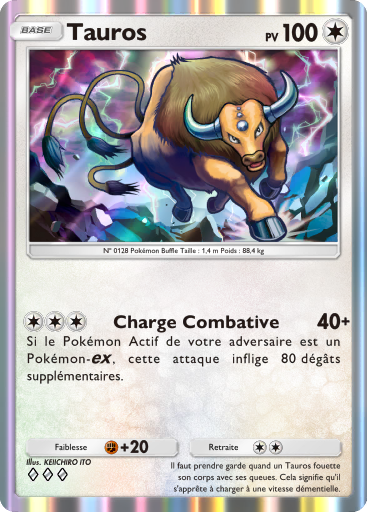 BASE Tauros PV 100
N° 0128 Pokémon Buffle Taille : 1,4 m Poids : 88,4 kg
Charge Combative 40+
Si le Pokémon Actif de votre adversaire est un
Pokémon-ex, cette attaque inflige 80 dégâts
supplémentaires.
Faiblesse +20 Retraite
Illus. KEIICHIRO ITO
Il faut prendre garde quand un Tauros fouette
son corps avec ses queues. Cela signifie qu'il
s'apprête à charger à une vitesse démentielle.